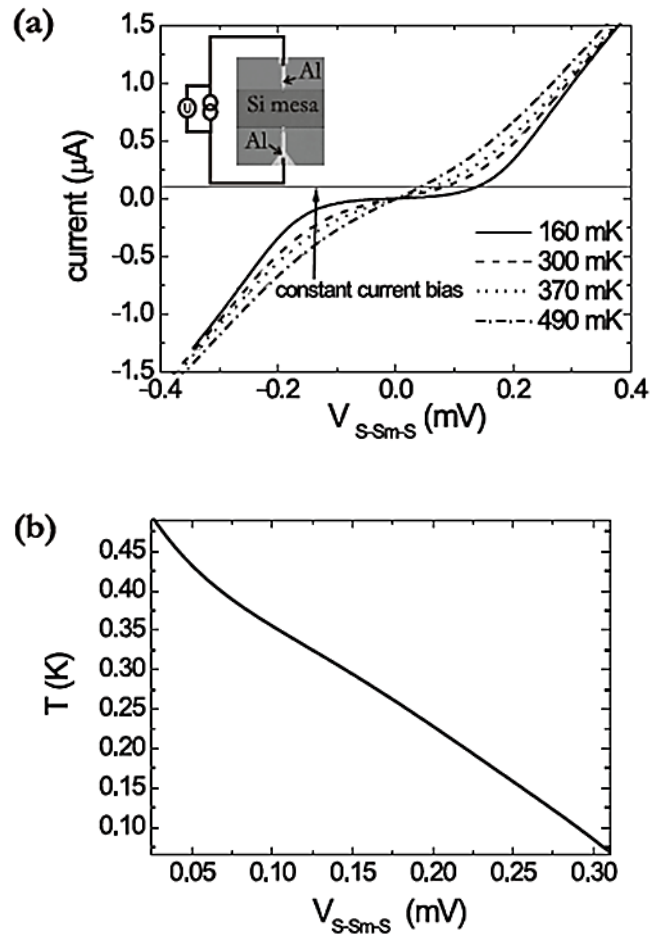 (a)
1.5
1.0
0.5
0.0
-0.5
-1.0
-1.5
current (μA)
Al
Si mesa
Al
U
constant current bias
160 mK
300 mK
370 mK
490 mK
-0.4 -0.2 0.0 0.2 0.4
V S-Sm-S (mV)
(b)
0.45
0.40
0.35
0.30
0.25
0.20
0.15
0.10
T (K)
0.05 0.10 0.15 0.20 0.25 0.30
V S-Sm-S (mV)